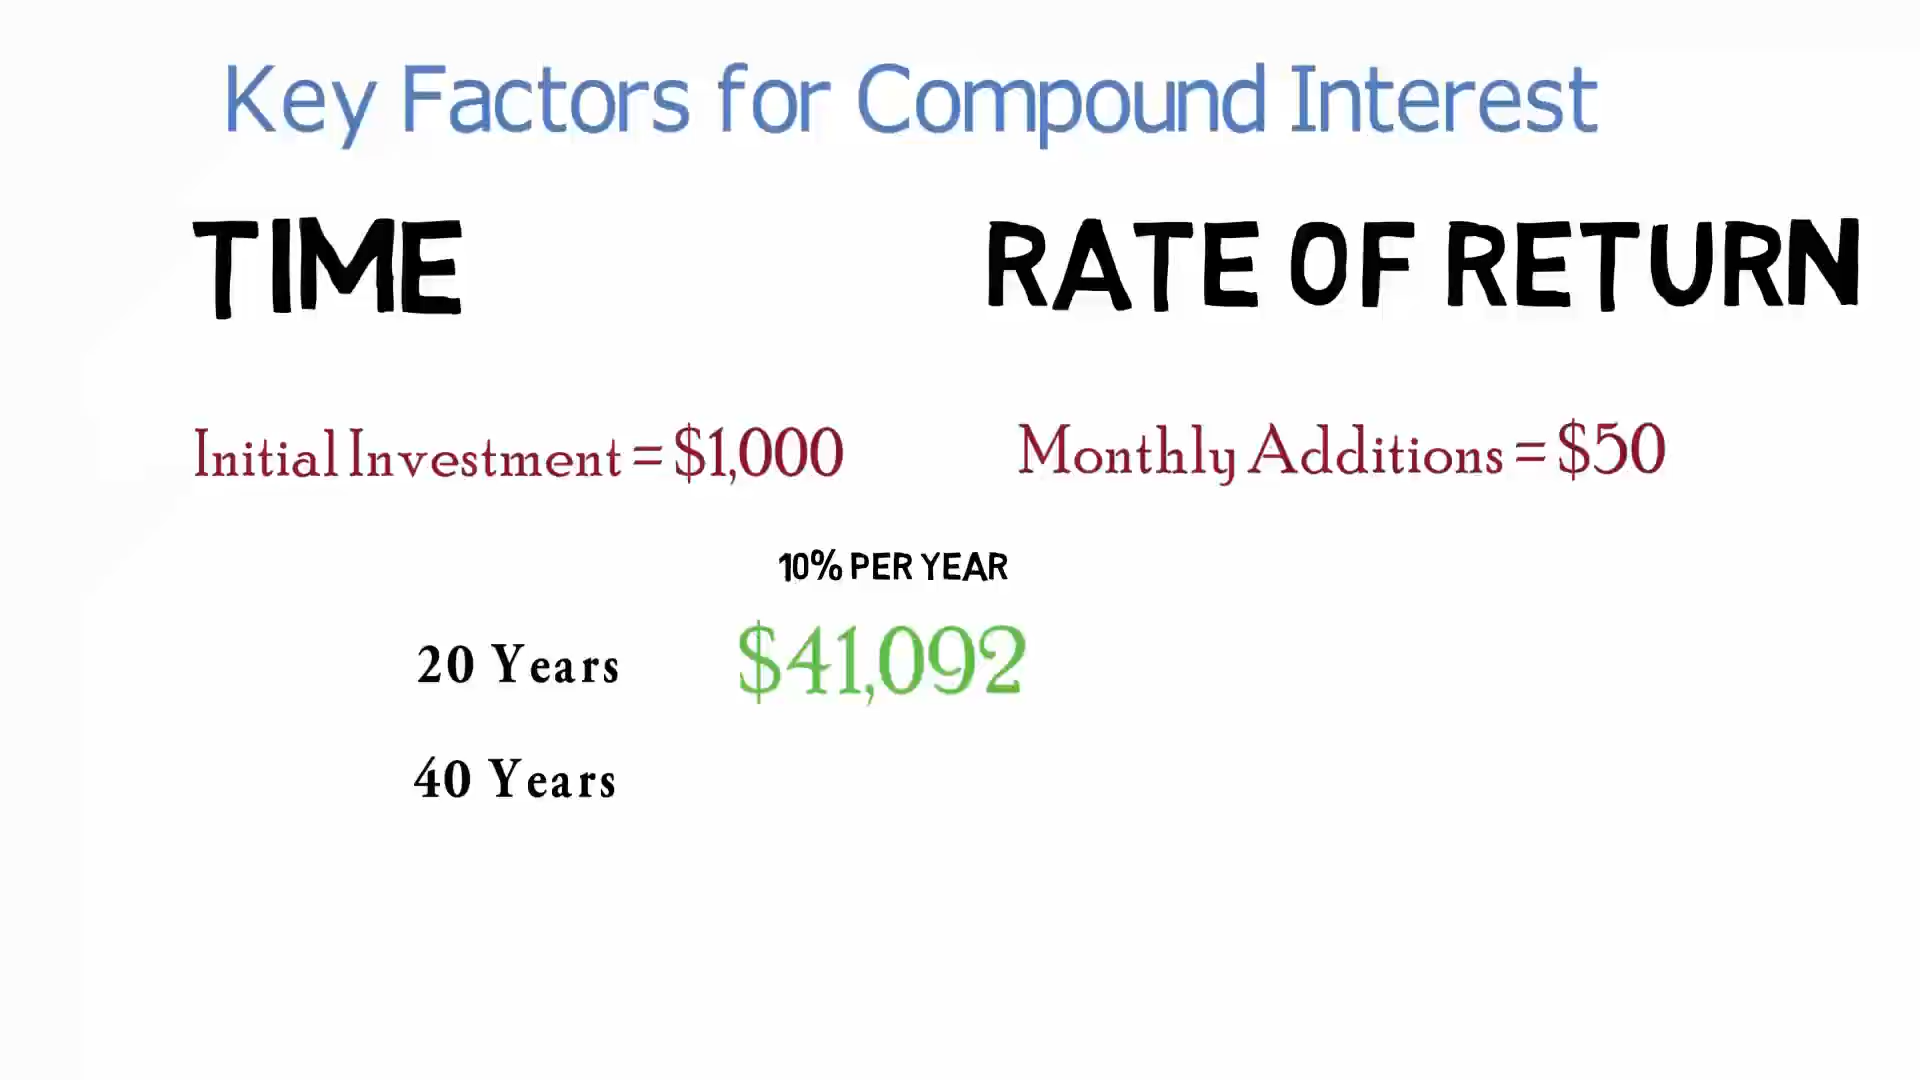 Key Factors for Compound Interest
TIME
RATE OF RETURN
Initial Investment = $1,000
Monthly Additions = $50
10% PER YEAR
20 Years $41,092
40 Years